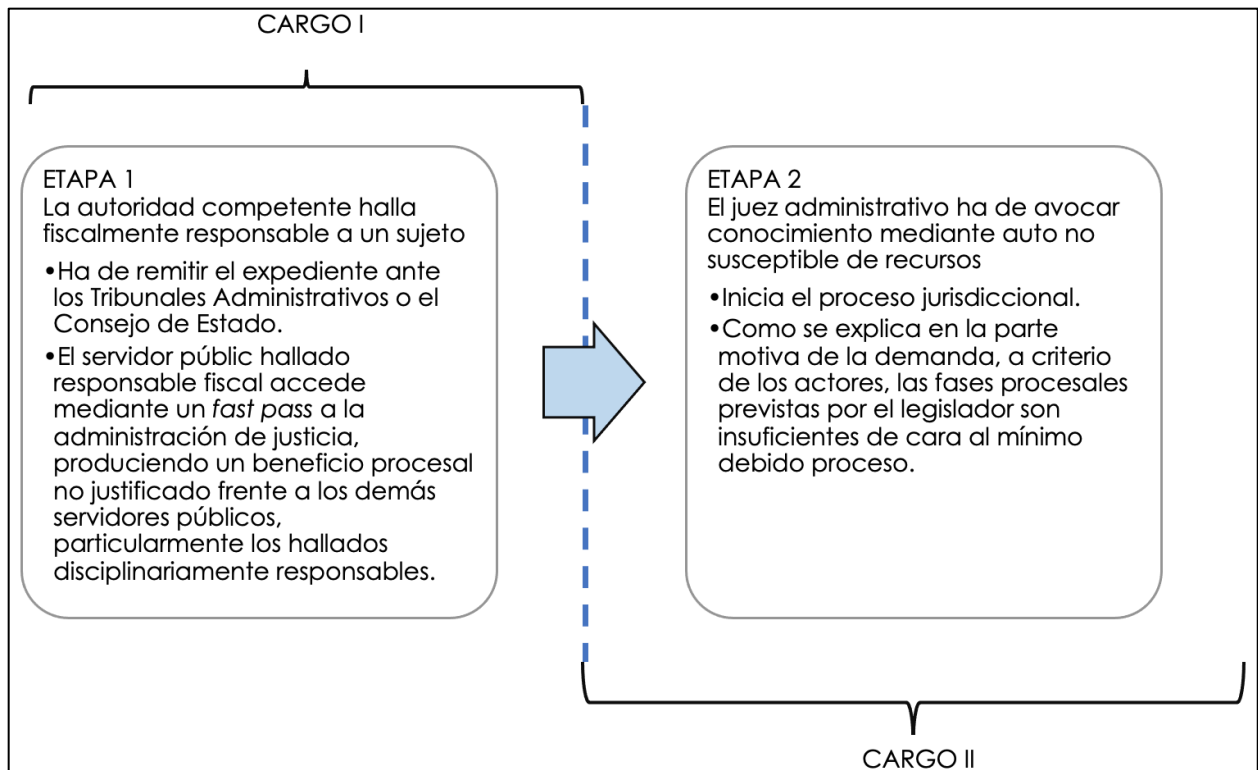 CARGO I
ETAPA 1
La autoridad competente halla
fiscalmente responsable a un sujeto
•Ha de remitir el expediente ante
los Tribunales Administrativos o el
Consejo de Estado.
•El servidor públic hallado
responsable fiscal accede
mediante un fast pass a la
administración de justicia,
produciendo un beneficio procesal
no justificado frente a los demás
servidores públicos,
particularmente los hallados
disciplinariamente responsables.
ETAPA 2
El juez administrativo ha de avocar
conocimiento mediante auto no
susceptible de recursos
•Inicia el proceso jurisdiccional.
•Como se explica en la parte
motiva de la demanda, a criterio
de los actores, las fases procesales
previstas por el legislador son
insuficientes de cara al mínimo
debido proceso.
CARGO II